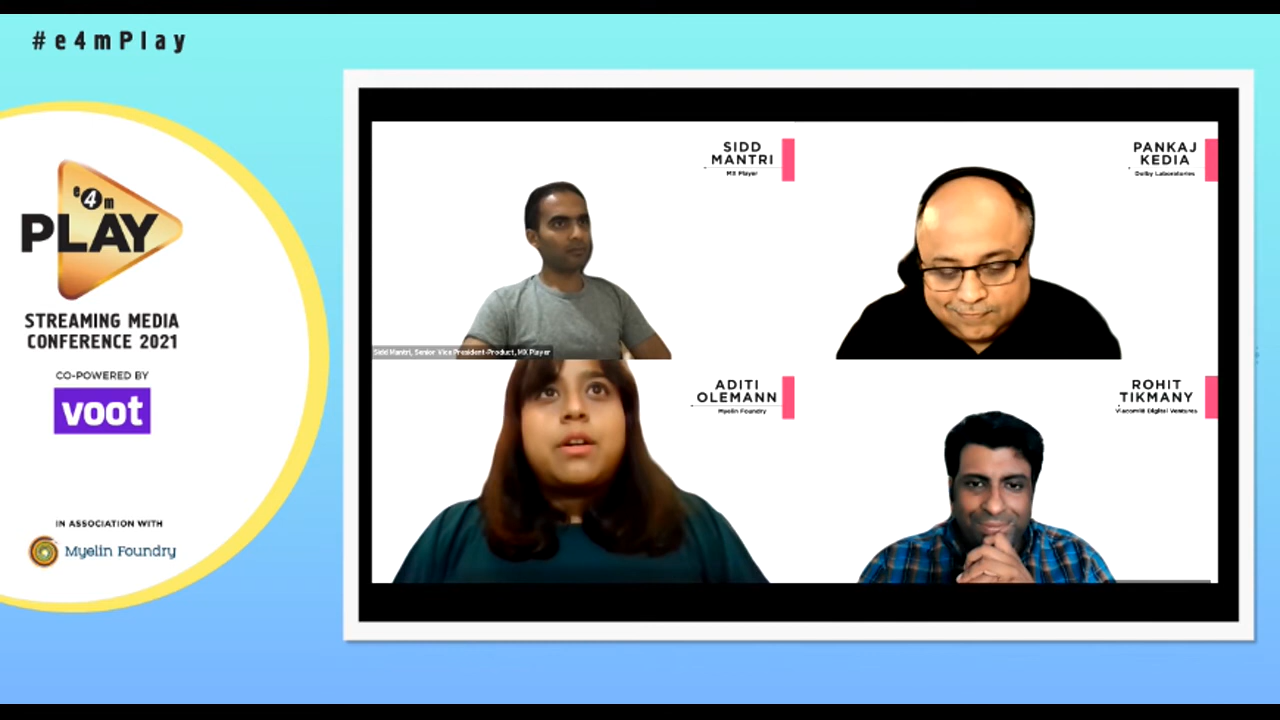 #e4mPlay
e4m
PLAY
STREAMING MEDIA
CONFERENCE 2021
CO-POWERED BY
voot
IN ASSOCIATION WITH
Myelin Foundry
SIDD
MANTRI
MX Player
PANKAJ
KEDIA
Dolby Laboratories
Sidd Mantri, Senior Vice President-Product, MX Player
ADITI
OLEMANN
Myelin Foundry
ROHIT
TIKMANY
Viacom18 Digital Ventures